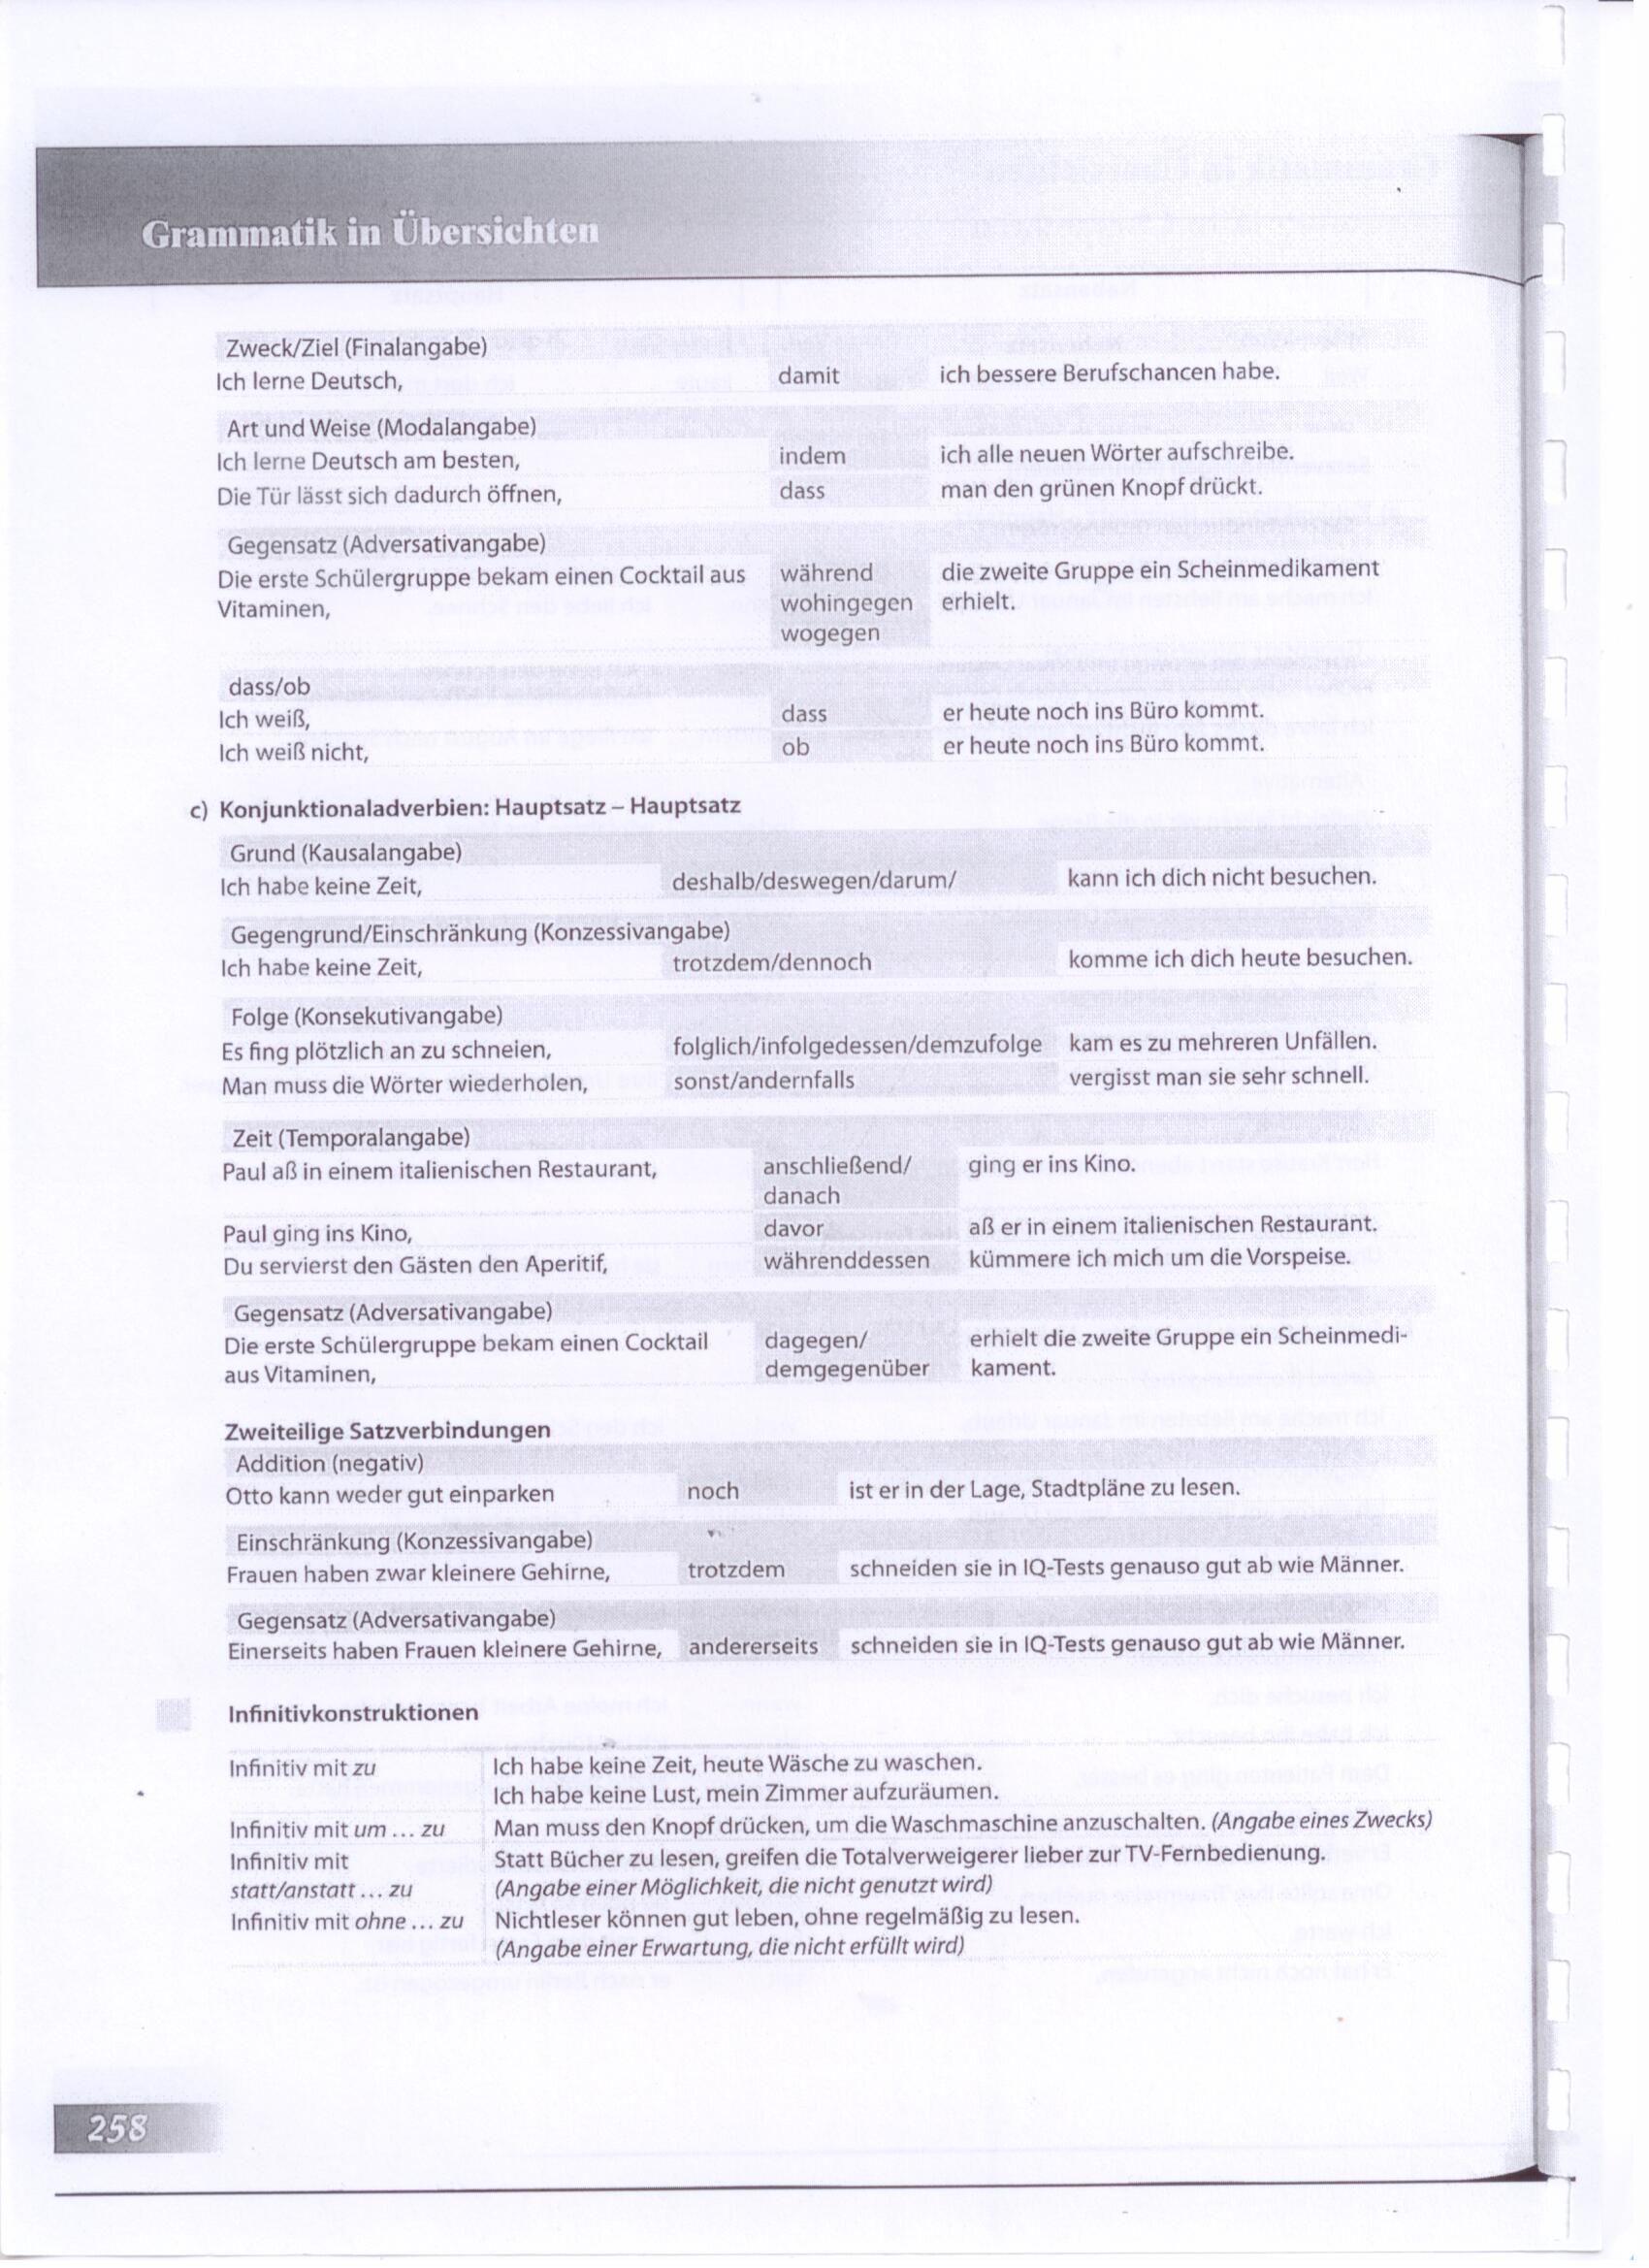 Grammatik in Übersichten
Zweck/Ziel (Finalangabe)
Ich lerne Deutsch, damit ich bessere Berufschancen habe.
Art und Weise (Modalangabe)
Ich lerne Deutsch am besten, indem ich alle neuen Wörter aufschreibe.
Die Tür lässt sich dadurch öffnen, dass man den grünen Knopf drückt.
Gegensatz (Adversativangabe)
Die erste Schülergruppe bekam einen Cocktail aus während die zweite Gruppe ein Scheinmedikament
Vitaminen, wohingegen erhielt.
wogegen
dass/ob
Ich weiß, dass er heute noch ins Büro kommt.
Ich weiß nicht, ob er heute noch ins Büro kommt.
c) Konjunktionaladverbien: Hauptsatz – Hauptsatz
Grund (Kausalangabe)
Ich habe keine Zeit, deshalb/deswegen/darum/ kann ich dich nicht besuchen.
Gegengrund/Einschränkung (Konzessivangabe)
Ich habe keine Zeit, trotzdem/dennoch komme ich dich heute besuchen.
Folge (Konsekutivangabe)
Es fing plötzlich an zu schneien, folglich/infolgedessen/demzufolge kam es zu mehreren Unfällen.
Man muss die Wörter wiederholen, sonst/andernfalls vergisst man sie sehr schnell.
Zeit (Temporalangabe)
Paul aß in einem italienischen Restaurant, anschließend/ ging er ins Kino.
danach
Paul ging ins Kino, davor aß er in einem italienischen Restaurant.
Du servierst den Gästen den Aperitif, währenddessen kümmere ich mich um die Vorspeise.
Gegensatz (Adversativangabe)
Die erste Schülergruppe bekam einen Cocktail dagegen/ erhielt die zweite Gruppe ein Scheinmedi-
aus Vitaminen, demgegenüber kament.
Zweiteilige Satzverbindungen
Addition (negativ)
Otto kann weder gut einparken noch ist er in der Lage, Stadtpläne zu lesen.
Einschränkung (Konzessivangabe)
Frauen haben zwar kleinere Gehirne, trotzdem schneiden sie in IQ-Tests genauso gut ab wie Männer.
Gegensatz (Adversativangabe)
Einerseits haben Frauen kleinere Gehirne, andererseits schneiden sie in IQ-Tests genauso gut ab wie Männer.
Infinitivkonstruktionen
Infinitiv mit zu Ich habe keine Zeit, heute Wäsche zu waschen.
Ich habe keine Lust, mein Zimmer aufzuräumen.
Infinitiv mit um ... zu Man muss den Knopf drücken, um die Waschmaschine anzuschalten. (Angabe eines Zwecks)
Infinitiv mit Statt Bücher zu lesen, greifen die Totalverweigerer lieber zur TV-Fernbedienung.
statt/anstatt ... zu (Angabe einer Möglichkeit, die nicht genutzt wird)
Infinitiv mit ohne ... zu Nichtleser können gut leben, ohne regelmäßig zu lesen.
(Angabe einer Erwartung, die nicht erfüllt wird)
258